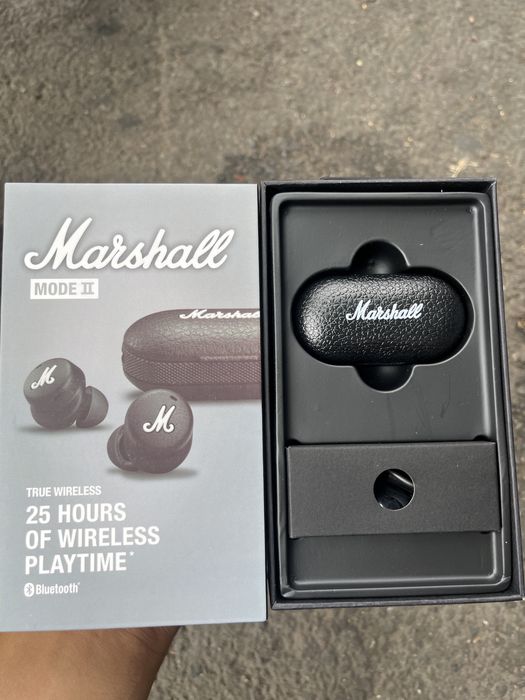 Marshall
MODE II
Marshall
M
M
TRUE WIRELESS
25 HOURS
OF WIRELESS
PLAYTIME*
Bluetooth®
Marshall